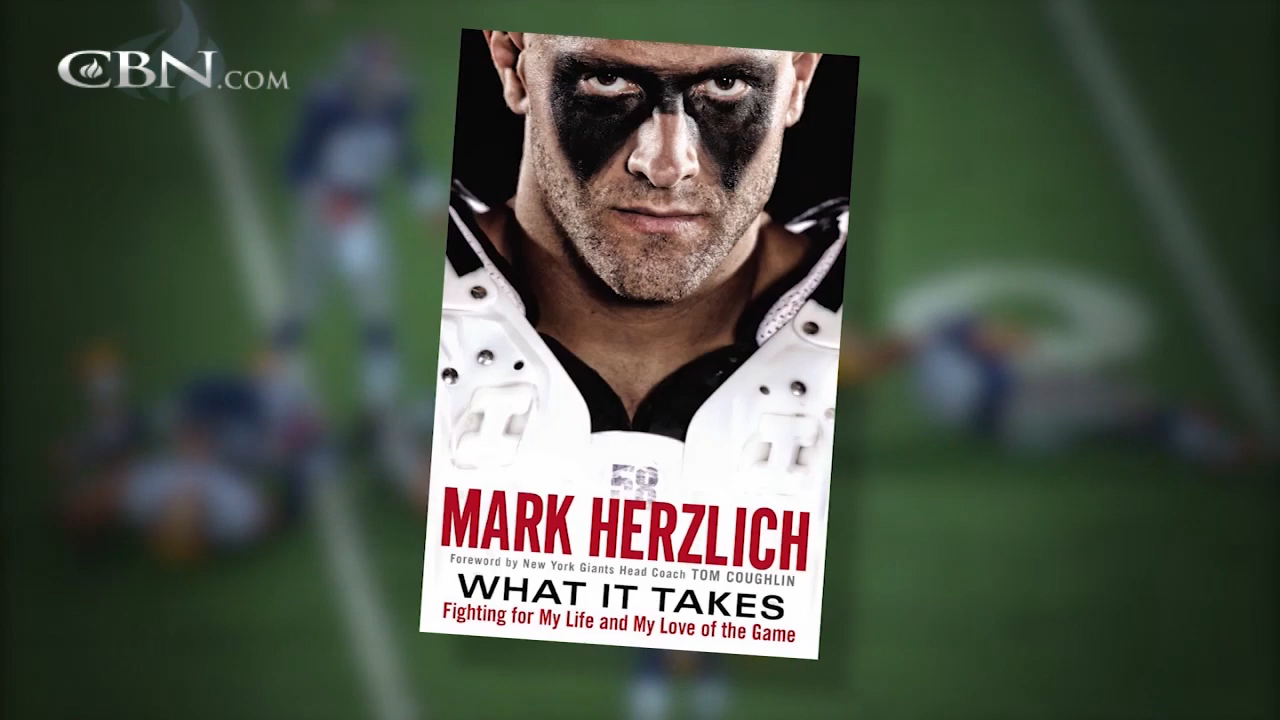 CBN.COM
58
MARK HERZLICH
Foreword by New York Giants Head Coach TOM COUGHLIN
WHAT IT TAKES
Fighting for My Life and My Love of the Game